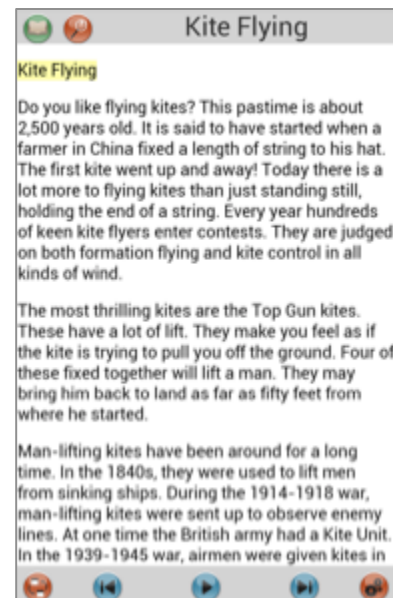 Kite Flying
Kite Flying
Do you like flying kites? This pastime is about
2,500 years old. It is said to have started when a
farmer in China fixed a length of string to his hat.
The first kite went up and away! Today there is a
lot more to flying kites than just standing still,
holding the end of a string. Every year hundreds
of keen kite flyers enter contests. They are judged
on both formation flying and kite control in all
kinds of wind.
The most thrilling kites are the Top Gun kites.
These have a lot of lift. They make you feel as if
the kite is trying to pull you off the ground. Four of
these fixed together will lift a man. They may
bring him back to land as far as fifty feet from
where he started.
Man-lifting kites have been around for a long
time. In the 1840s, they were used to lift men
from sinking ships. During the 1914-1918 war,
man-lifting kites were sent up to observe enemy
lines. At one time the British army had a Kite Unit.
In the 1939-1945 war, airmen were given kites in